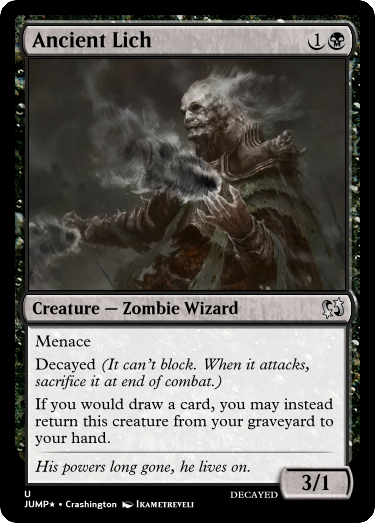 Ancient Lich 1
Creature — Zombie Wizard
Menace
Decayed (It can't block. When it attacks,
sacrifice it at end of combat.)
If you would draw a card, you may instead
return this creature from your graveyard to
your hand.
His powers long gone, he lives on.
3/1
U
DECAYED
JUMP★ • Crashington Ikametreveli